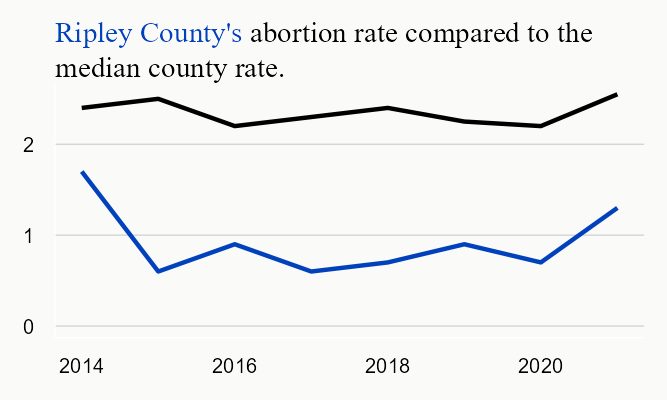 Ripley County's abortion rate compared to the
median county rate.
2
1
0
2014 2016 2018 2020